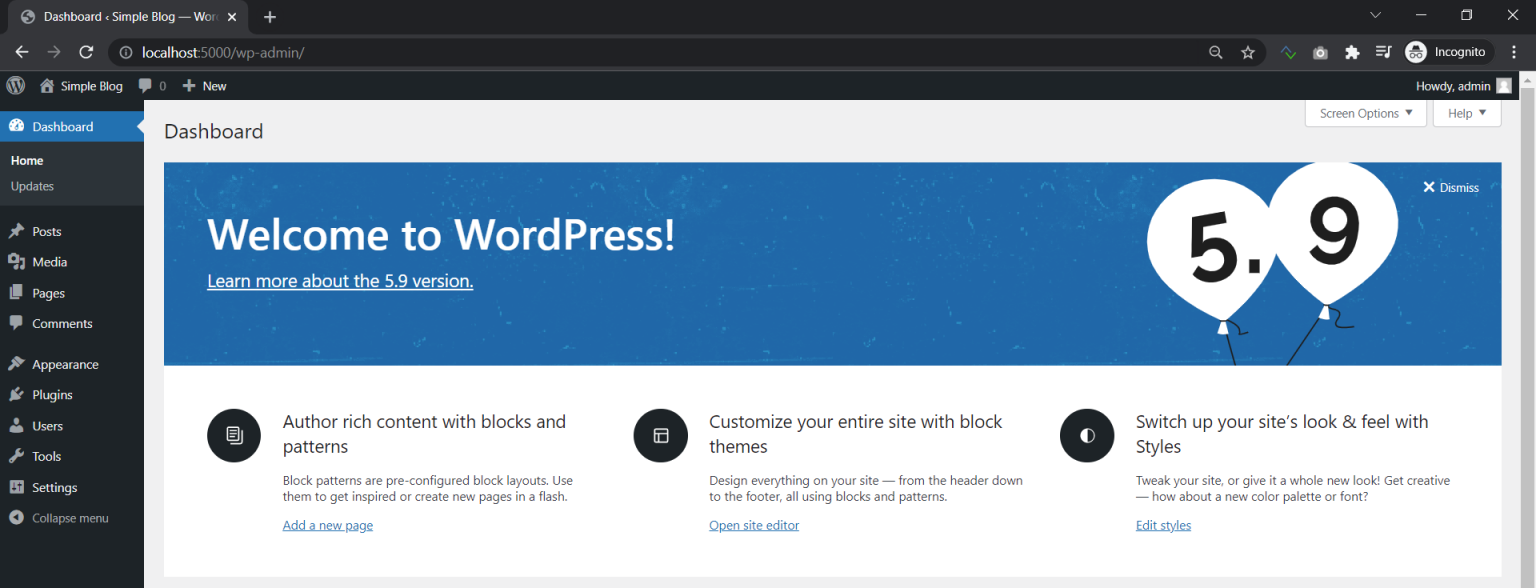 Dashboard ‹ Simple Blog — Wor
localhost:5000/wp-admin/
Incognito
Simple Blog 0 New
Howdy, admin
Dashboard
Home
Updates
Posts
Media
Pages
Comments
Appearance
Plugins
Users
Tools
Settings
Collapse menu
Dashboard
Screen Options
Help
Welcome to WordPress!
Learn more about the 5.9 version.
5.9
Dismiss
Author rich content with blocks and
patterns
Block patterns are pre-configured block layouts. Use
them to get inspired or create new pages in a flash.
Add a new page
Customize your entire site with block
themes
Design everything on your site — from the header down
to the footer, all using blocks and patterns.
Open site editor
Switch up your site’s look & feel with
Styles
Tweak your site, or give it a whole new look! Get creative
— how about a new color palette or font?
Edit styles